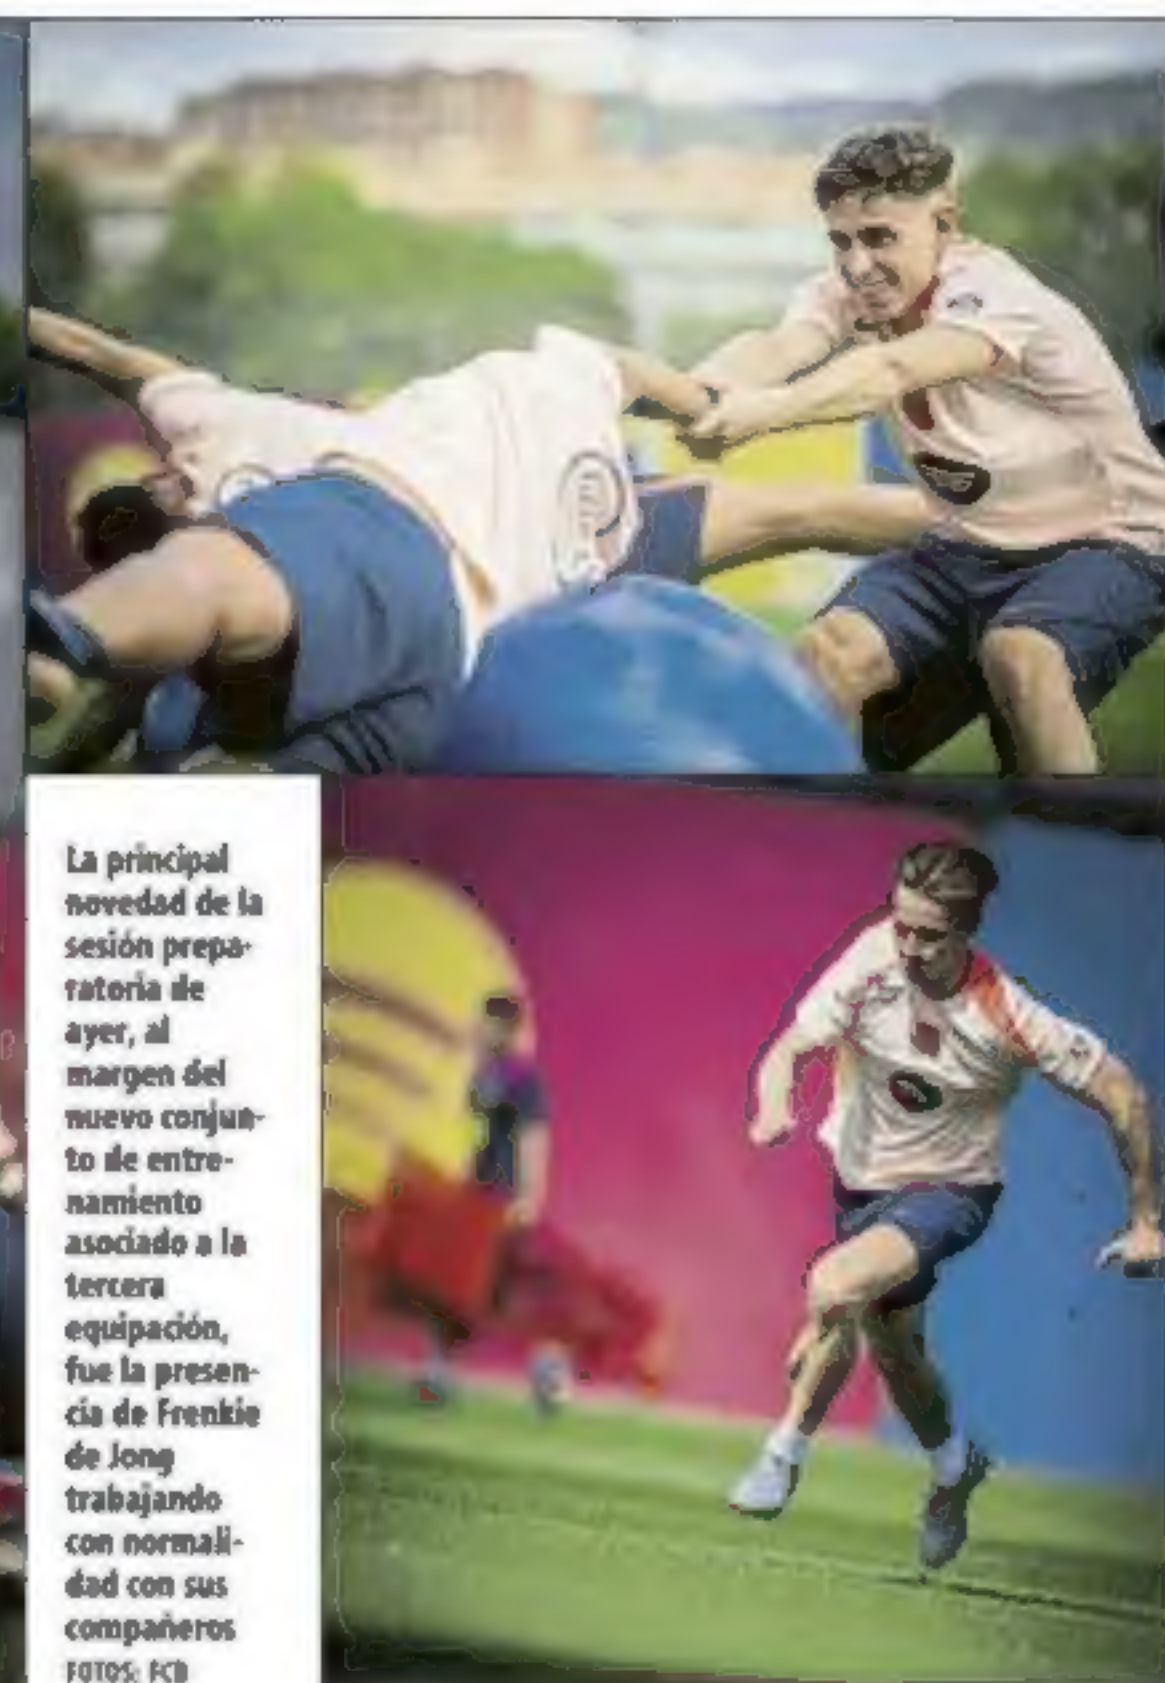 La principal
novedad de la
sesión prepa-
ratoria de
ayer, al
margen del
nuevo conjun-
to de entre-
namiento
asociado a la
tercera
equipación,
fue la presen-
cia de Frenkie
de Jong
trabajando
con normali-
dad con sus
compañeros
FOTOS: FCB